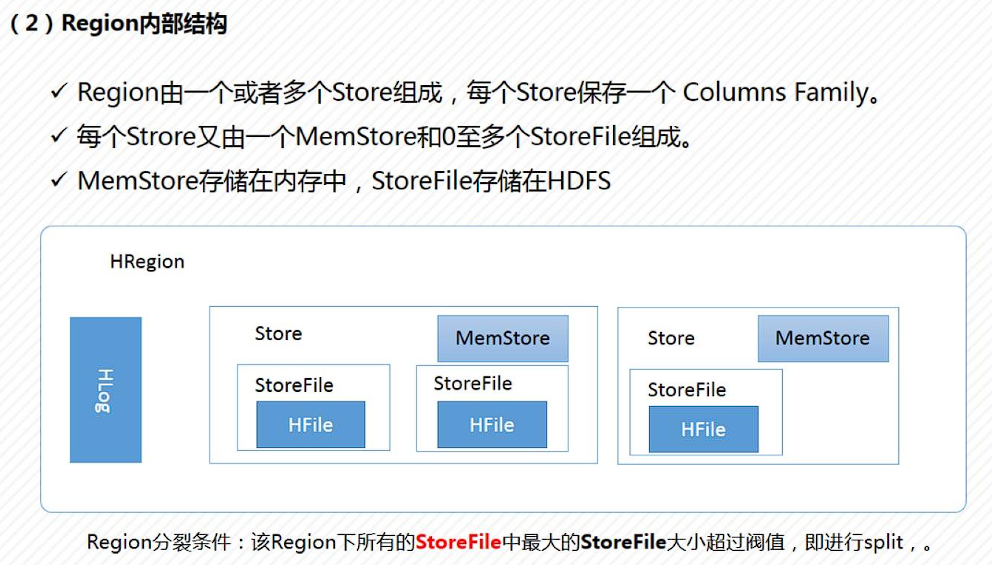 （2）Region内部结构
✓ Region由一个或者多个Store组成，每个Store保存一个 Columns Family。
✓ 每个Strore又由一个MemStore和0至多个StoreFile组成。
✓ MemStore存储在内存中，StoreFile存储在HDFS
HRegion
HLog
Store
MemStore
StoreFile
HFile
StoreFile
HFile
Store
MemStore
StoreFile
HFile
Region分裂条件：该Region下所有的StoreFile中最大的StoreFile大小超过阀值，即进行split，。